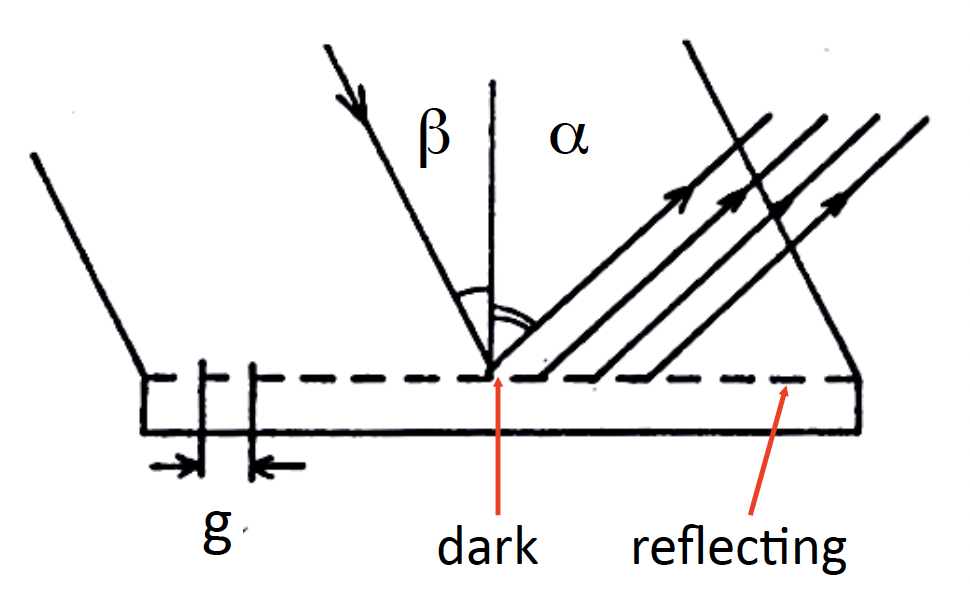 β α
g
dark reflecting